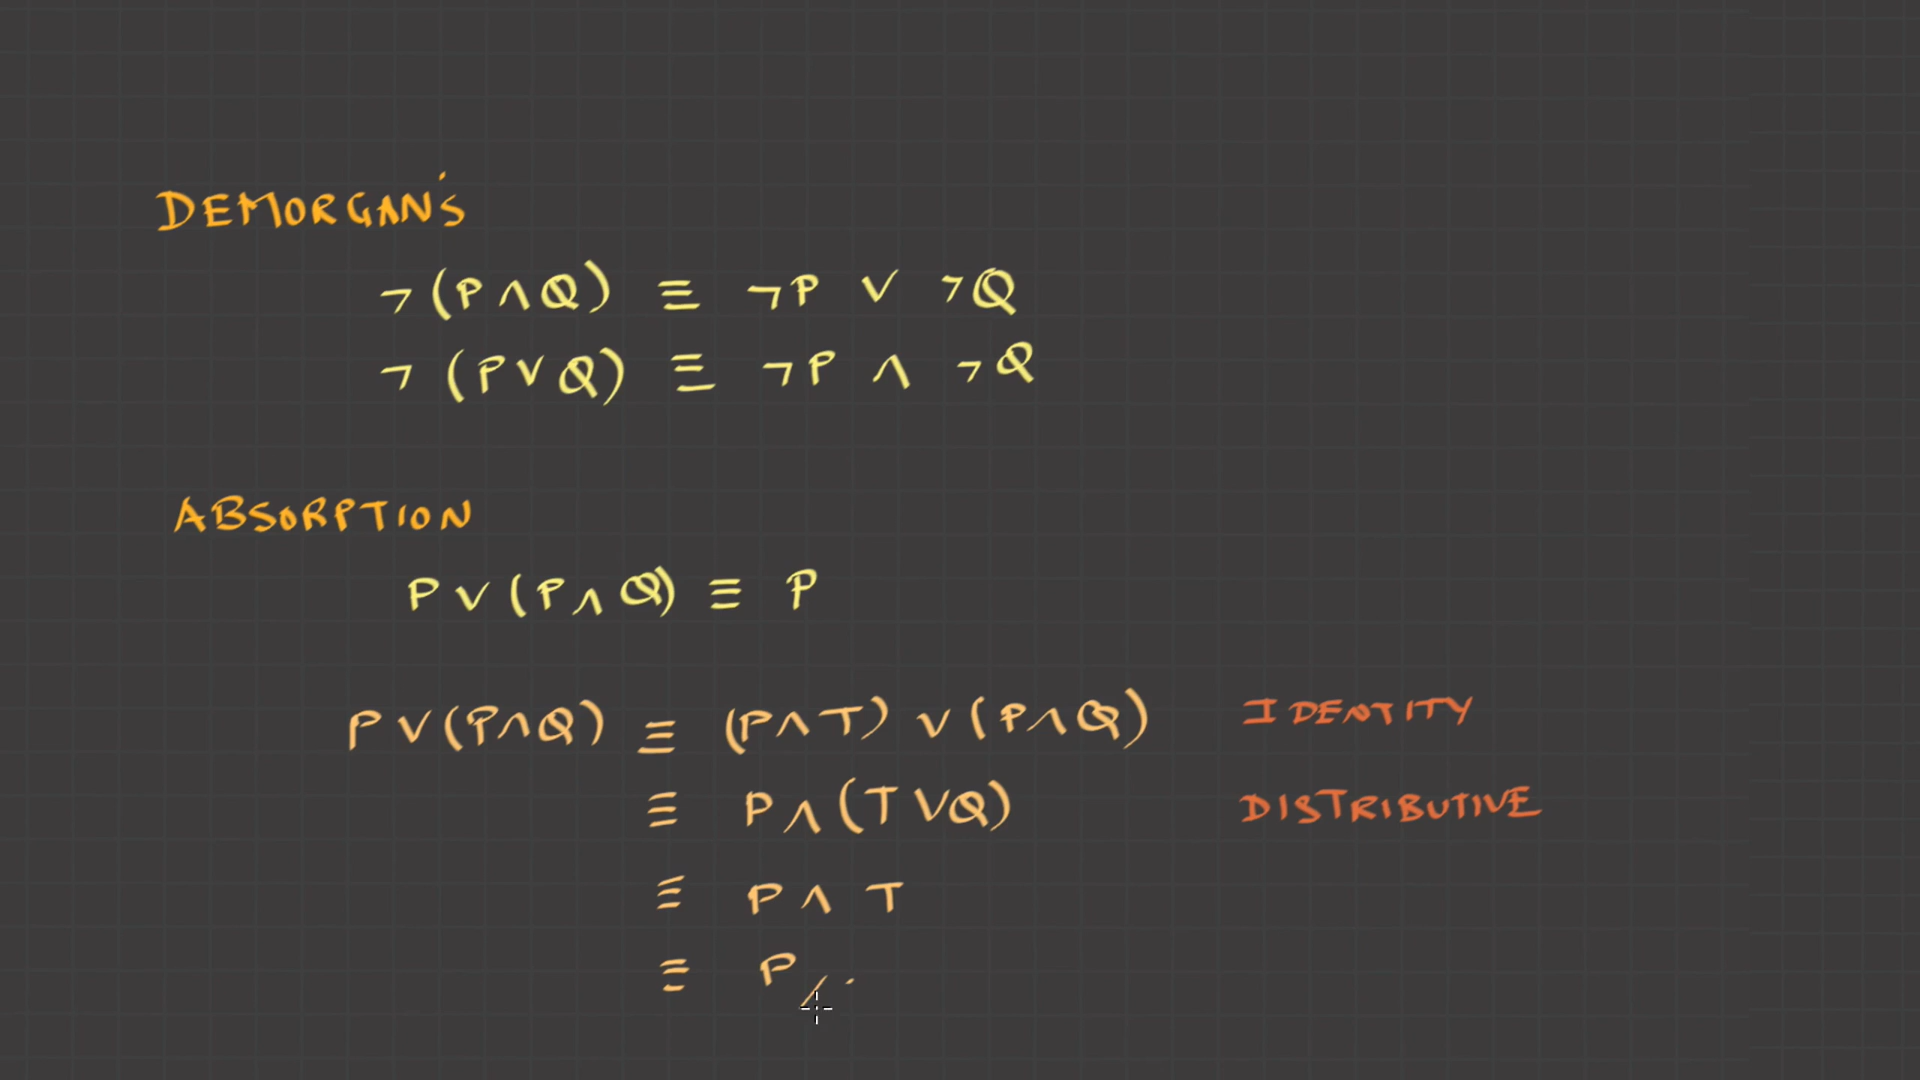 DEMORGAN'S
¬(P∧Q) ≡ ¬P ∨ ¬Q
¬(P∨Q) ≡ ¬P ∧ ¬Q
ABSORPTION
P∨(P∧Q) ≡ P
P∨(P∧Q) ≡ (P∧T)∨(P∧Q) IDENTITY
≡ P∧(T∨Q) DISTRIBUTIVE
≡ P∧T
≡ P